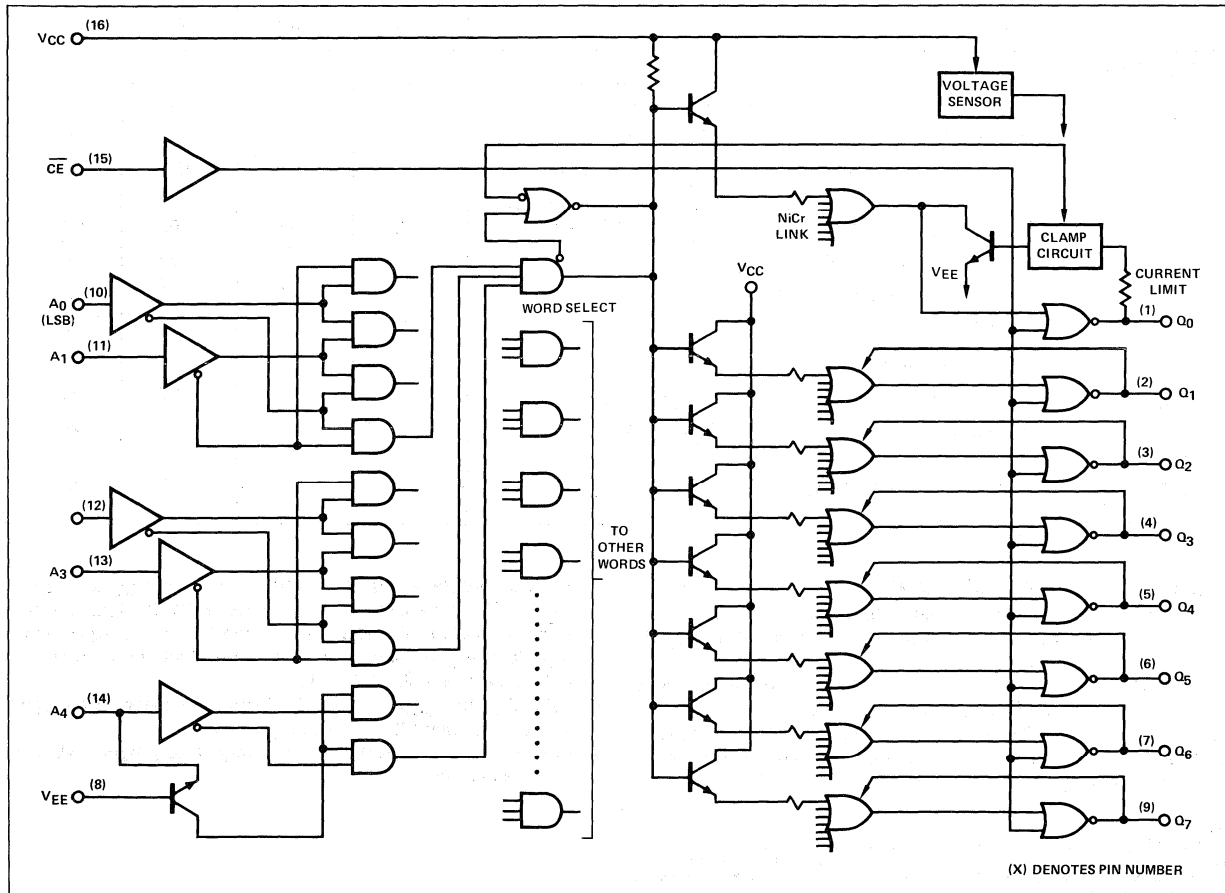 (16)
VCC
VOLTAGE
SENSOR
(15)
CE
NiCr
LINK
CLAMP
CIRCUIT
VEE
CURRENT
LIMIT
(10)
A0
(LSB)
WORD SELECT
VCC
(1)
Q0
(11)
A1
(2)
Q1
(3)
Q2
(12)
(4)
Q3
(13)
A3
TO
OTHER
WORDS
(5)
Q4
(6)
Q5
(14)
A4
(7)
Q6
(8)
VEE
(9)
Q7
(X) DENOTES PIN NUMBER